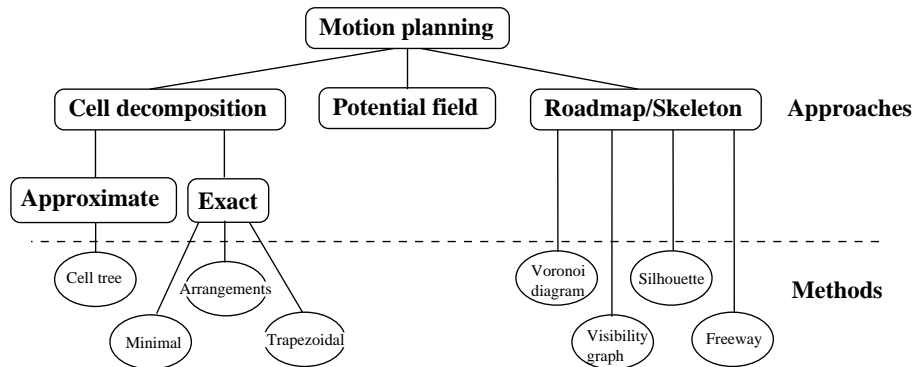 Motion planning
Cell decomposition
Potential field
Roadmap/Skeleton
Approaches
Approximate
Exact
Cell tree
Arrangements
Voronoi
diagram
Silhouette
Methods
Minimal
Trapezoidal
Visibility
graph
Freeway